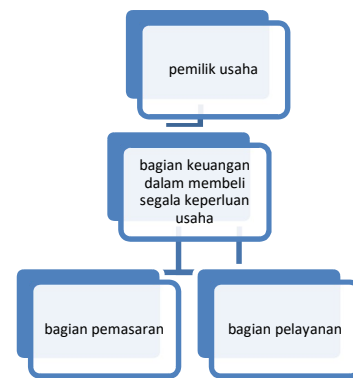 pemilik usaha
bagian keuangan
dalam membeli
segala keperluan
usaha
bagian pemasaran
bagian pelayanan